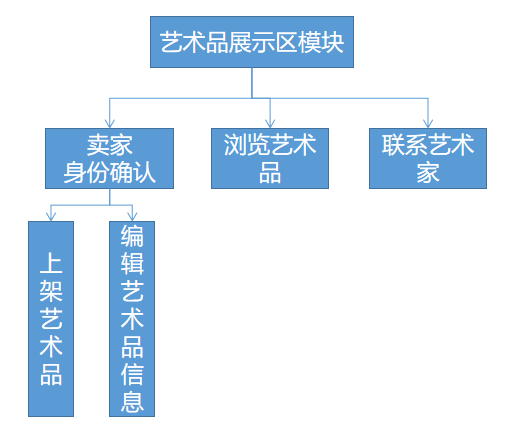 艺术品展示区模块
卖家
身份确认
浏览艺术
品
联系艺术
家
上架艺术品
编辑艺术品信息